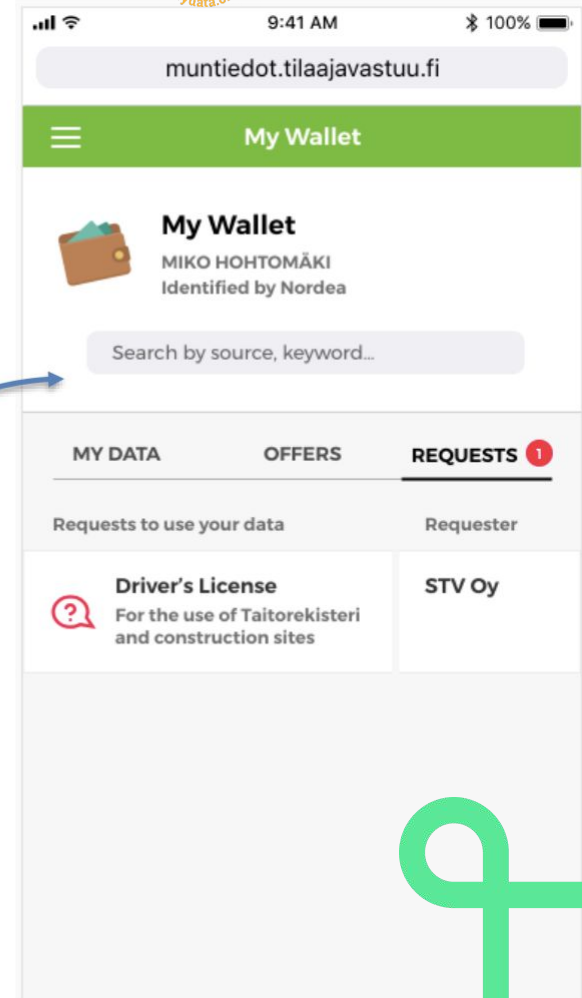 9:41 AM
100%
muntiedot.tilaajavastuu.fi
My Wallet
My Wallet
MIKO HOHTOMÄKI
Identified by Nordea
Search by source, keyword...
MY DATA OFFERS REQUESTS 1
Requests to use your data Requester
Driver's License STV Oy
For the use of Taitorekisteri
and construction sites